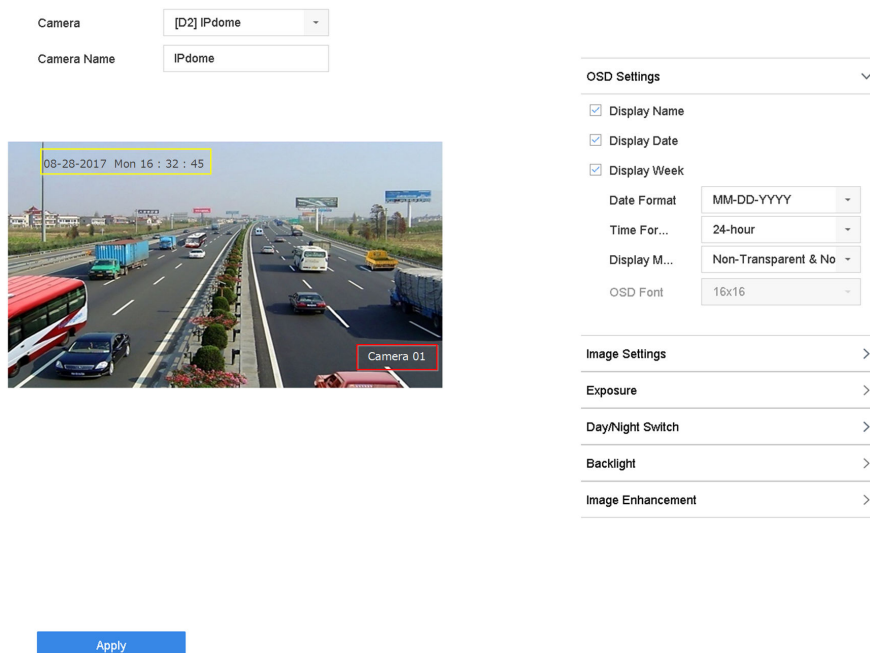 Camera
[D2] IPdome
Camera Name
IPdome
08-28-2017 Mon 16 : 32 : 45
Camera 01
OSD Settings
Display Name
Display Date
Display Week
Date Format
MM-DD-YYYY
Time For...
24-hour
Display M...
Non-Transparent & No
OSD Font
16x16
Image Settings
Exposure
Day/Night Switch
Backlight
Image Enhancement
Apply